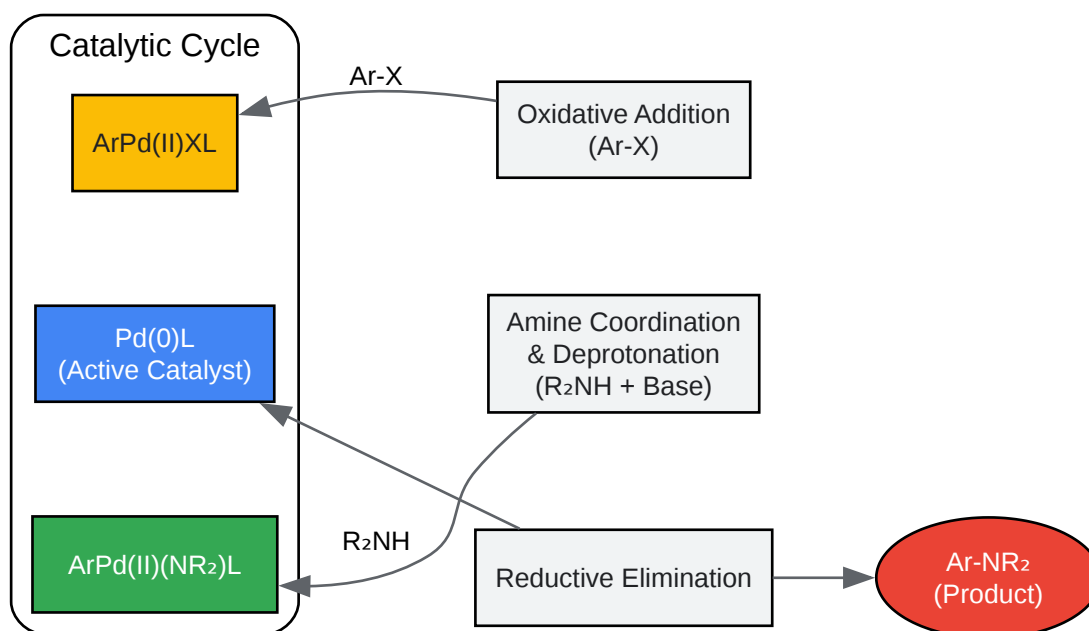 Catalytic Cycle
Ar-X
ArPd(II)XL
Oxidative Addition
(Ar-X)
Pd(0)L
(Active Catalyst)
Amine Coordination
& Deprotonation
(R₂NH + Base)
R₂NH
ArPd(II)(NR₂)L
Reductive Elimination
Ar-NR₂
(Product)